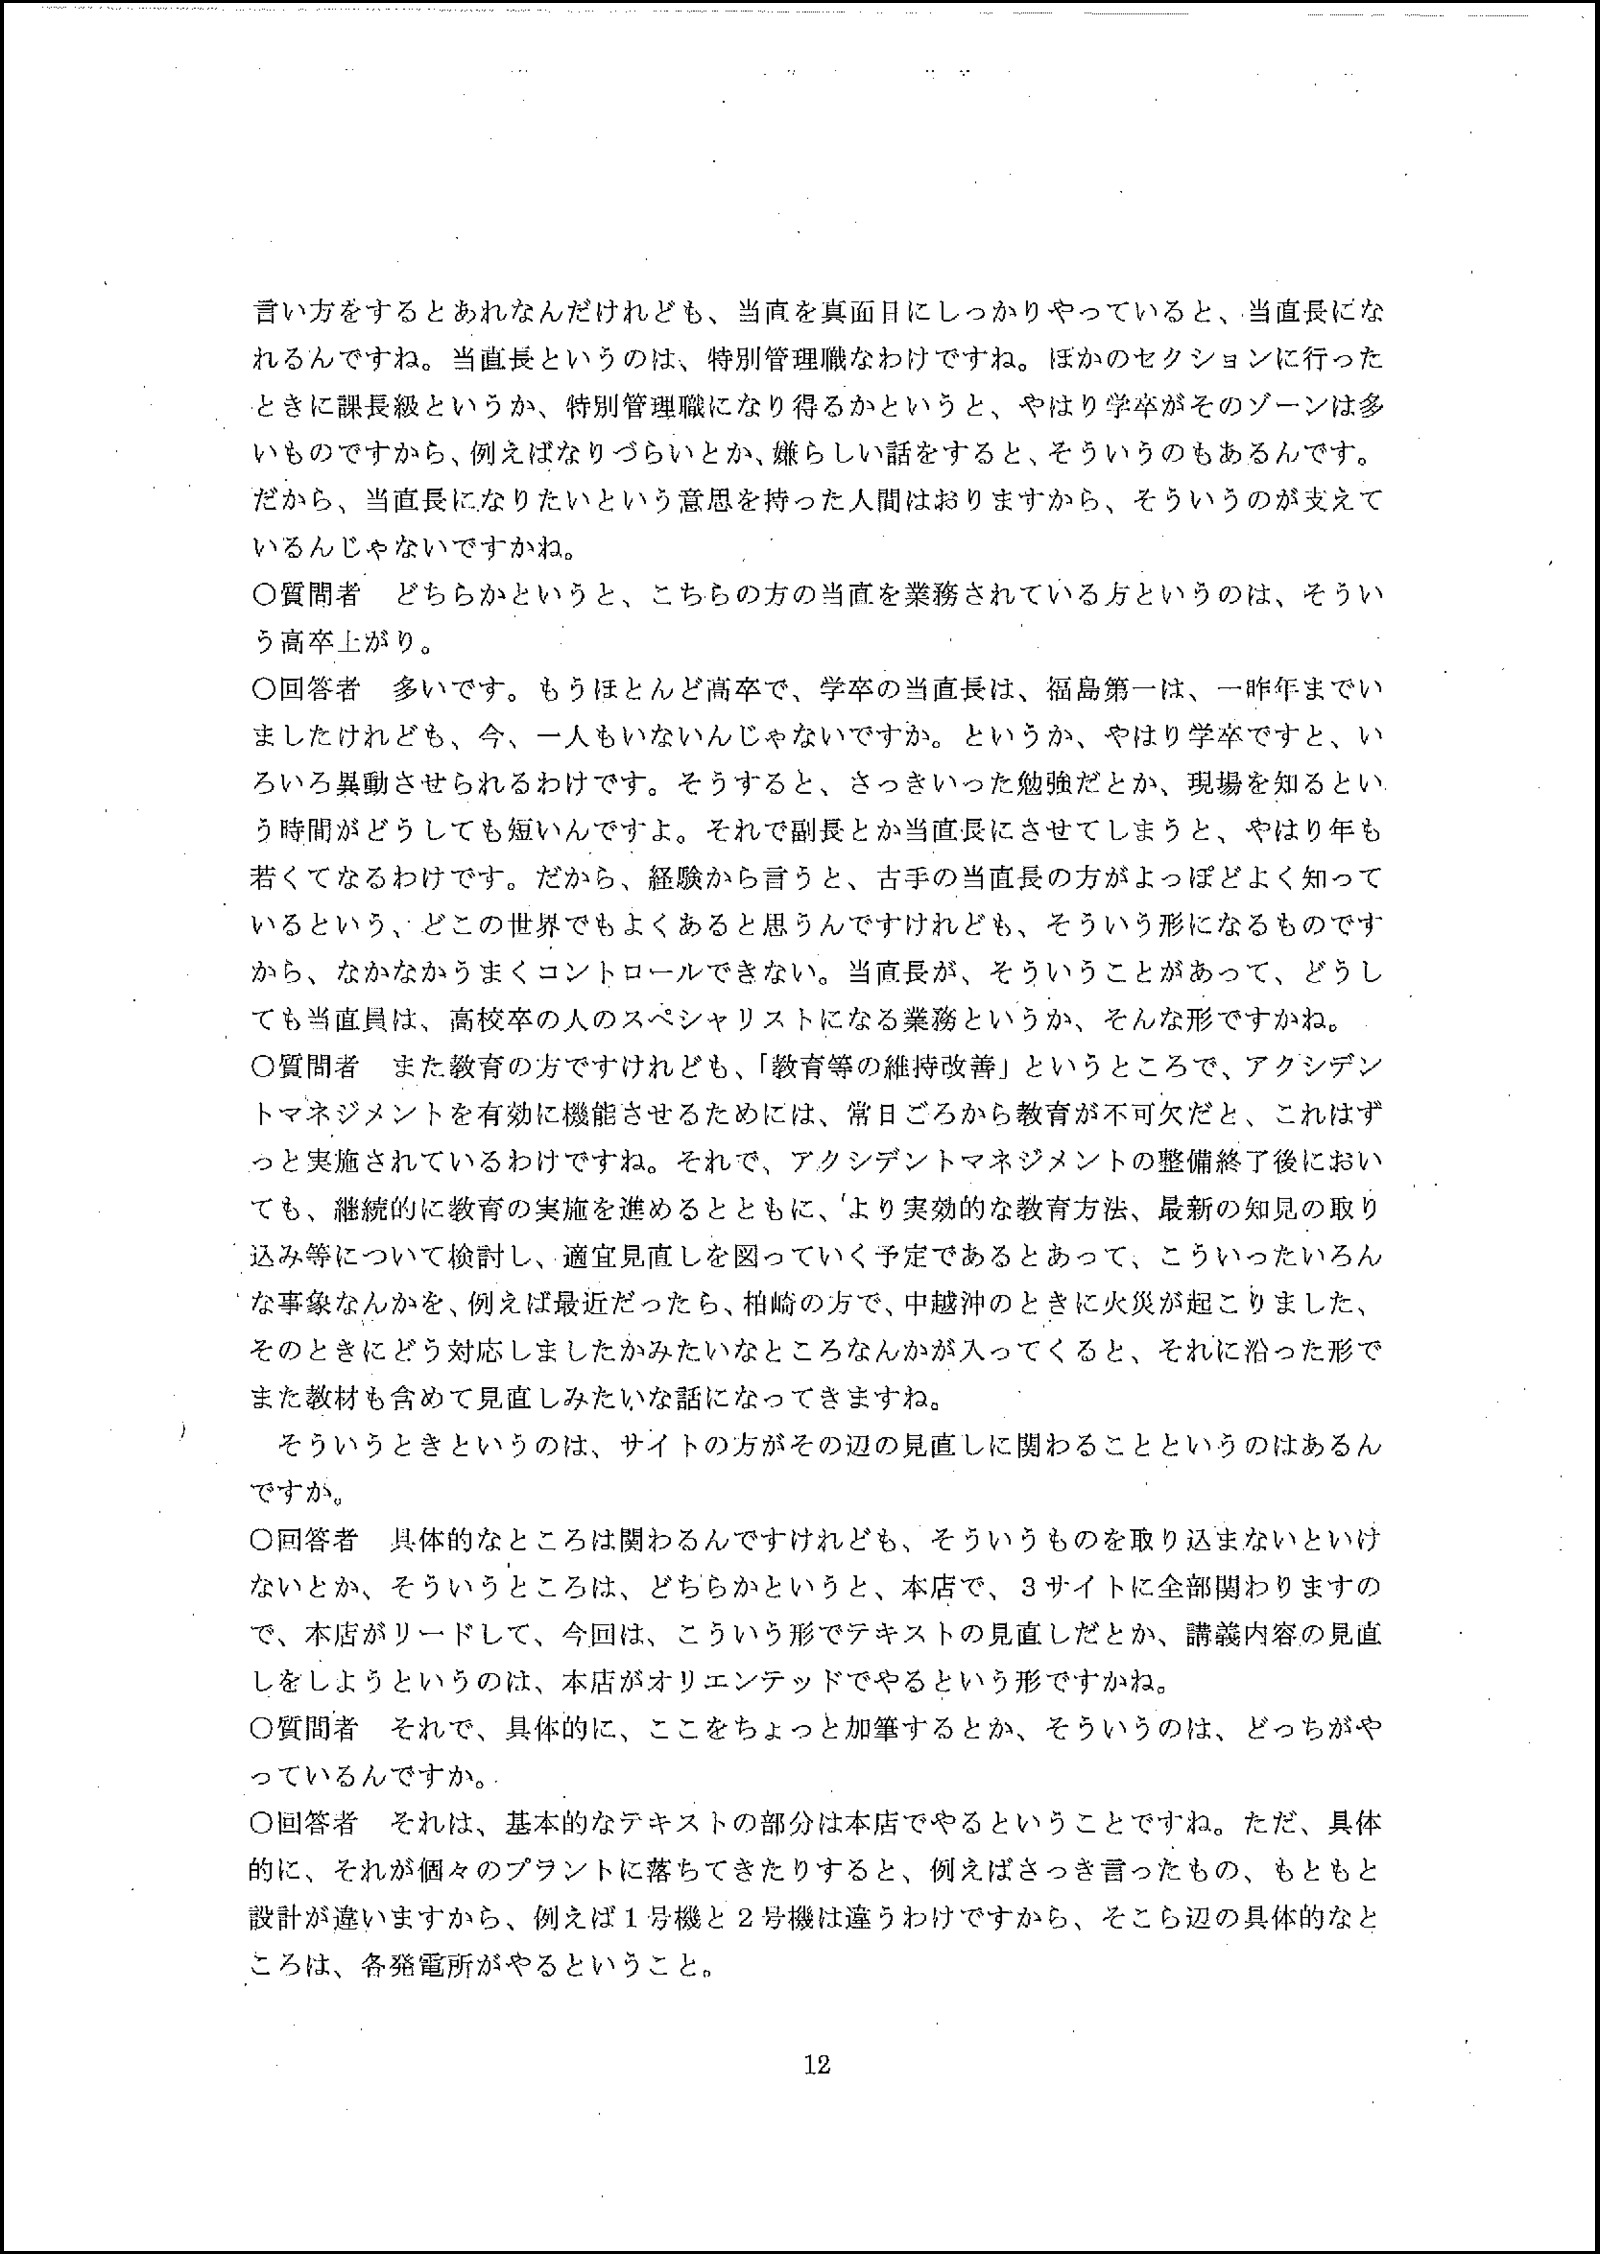 言い方をするとあれなんだけれども、当直を真面目にしっかりやっていると、当直長にな
れるんですね。当直長というのは、特別管理職なわけですね。ほかのセクションに行った
ときに課長級というか、特別管理職になり得るかというと、やはり学卒がそのゾーンは多
いものですから、例えばなりづらいとか、嫌らしい話をすると、そういうのもあるんです。
だから、当直長になりたいという意思を持った人間はおりますから、そういうのが支えて
いるんじゃないですかね。
○質問者　どちらかというと、こちらの方の当直を業務されている方というのは、そうい
う高卒上がり。
○回答者　多いです。もうほとんど高卒で、学卒の当直長は、福島第一は、一昨年までい
ましたけれども、今、一人もいないんじゃないですか。というか、やはり学卒ですと、い
ろいろ異動させられるわけです。そうすると、さっきいった勉強だとか、現場を知るとい
う時間がどうしても短いんですよ。それで副長とか当直長にさせてしまうと、やはり年も
若くてなるわけです。だから、経験から言うと、古手の当直長の方がよっぽどよく知って
いるという、どこの世界でもよくあると思うんですけれども、そういう形になるものです
から、なかなかうまくコントロールできない。当直長が、そういうことがあって、どうし
ても当直員は、高校卒の人のスペシャリストになる業務というか、そんな形ですかね。
○質問者　また教育の方ですけれども、「教育等の維持改善」というところで、アクシデン
トマネジメントを有効に機能させるためには、常日ごろから教育が不可欠だと、これはず
っと実施されているわけですね。それで、アクシデントマネジメントの整備終了後におい
ても、継続的に教育の実施を進めるとともに、より実効的な教育方法、最新の知見の取り
込み等について検討し、適宜見直しを図っていく予定であるとあって、こういったいろん
な事象なんかを、例えば最近だったら、柏崎の方で、中越沖のときに火災が起こりました、
そのときにどう対応しましたかみたいなところなんかが入ってくると、それに沿った形で
また教材も含めて見直しみたいな話になってきますね。
　そういうときというのは、サイトの方がその辺の見直しに関わることというのはあるん
ですか。
○回答者　具体的なところは関わるんですけれども、そういうものを取り込まないといけ
ないとか、そういうところは、どちらかというと、本店で、３サイトに全部関わりますの
で、本店がリードして、今回は、こういう形でテキストの見直しだとか、講義内容の見直
しをしようというのは、本店がオリエンテッドでやるという形ですかね。
○質問者　それで、具体的に、ここをちょっと加筆するとか、そういうのは、どっちがや
っているんですか。
○回答者　それは、基本的なテキストの部分は本店でやるということですね。ただ、具体
的に、それが個々のプラントに落ちてきたりすると、例えばさっき言ったもの、もともと
設計が違いますから、例えば１号機と２号機は違うわけですから、そこら辺の具体的なと
ころは、各発電所がやるということ。
12